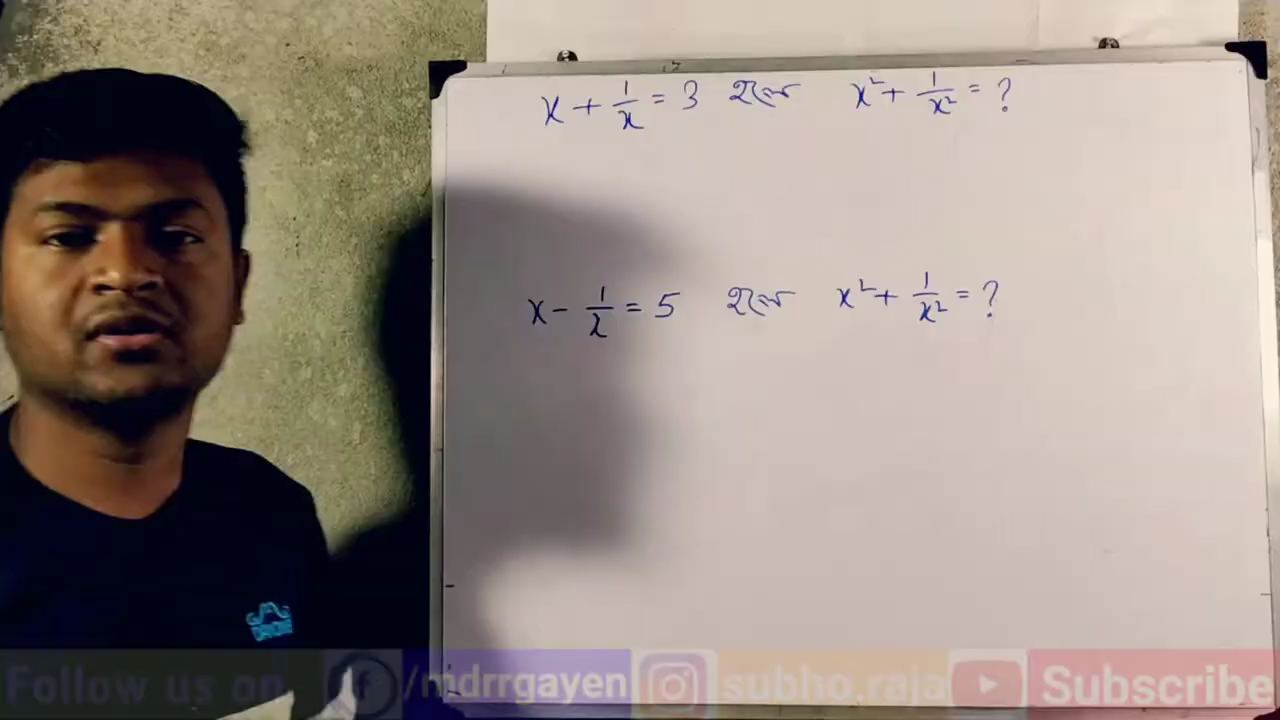 x + 1/x = 3 হলে x² + 1/x² = ?
x - 1/x = 5 হলে x² + 1/x² = ?
Follow us on /mdrrgayen subho.raja Subscribe